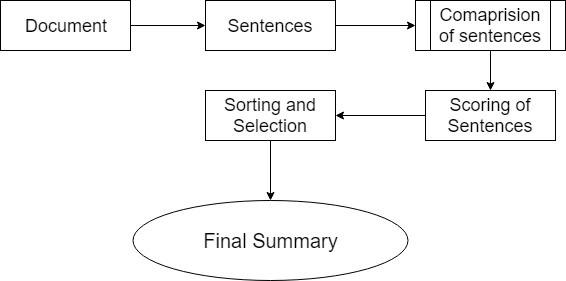 Document
Sentences
Comaprision
of sentences
Sorting and
Selection
Scoring of
Sentences
Final Summary